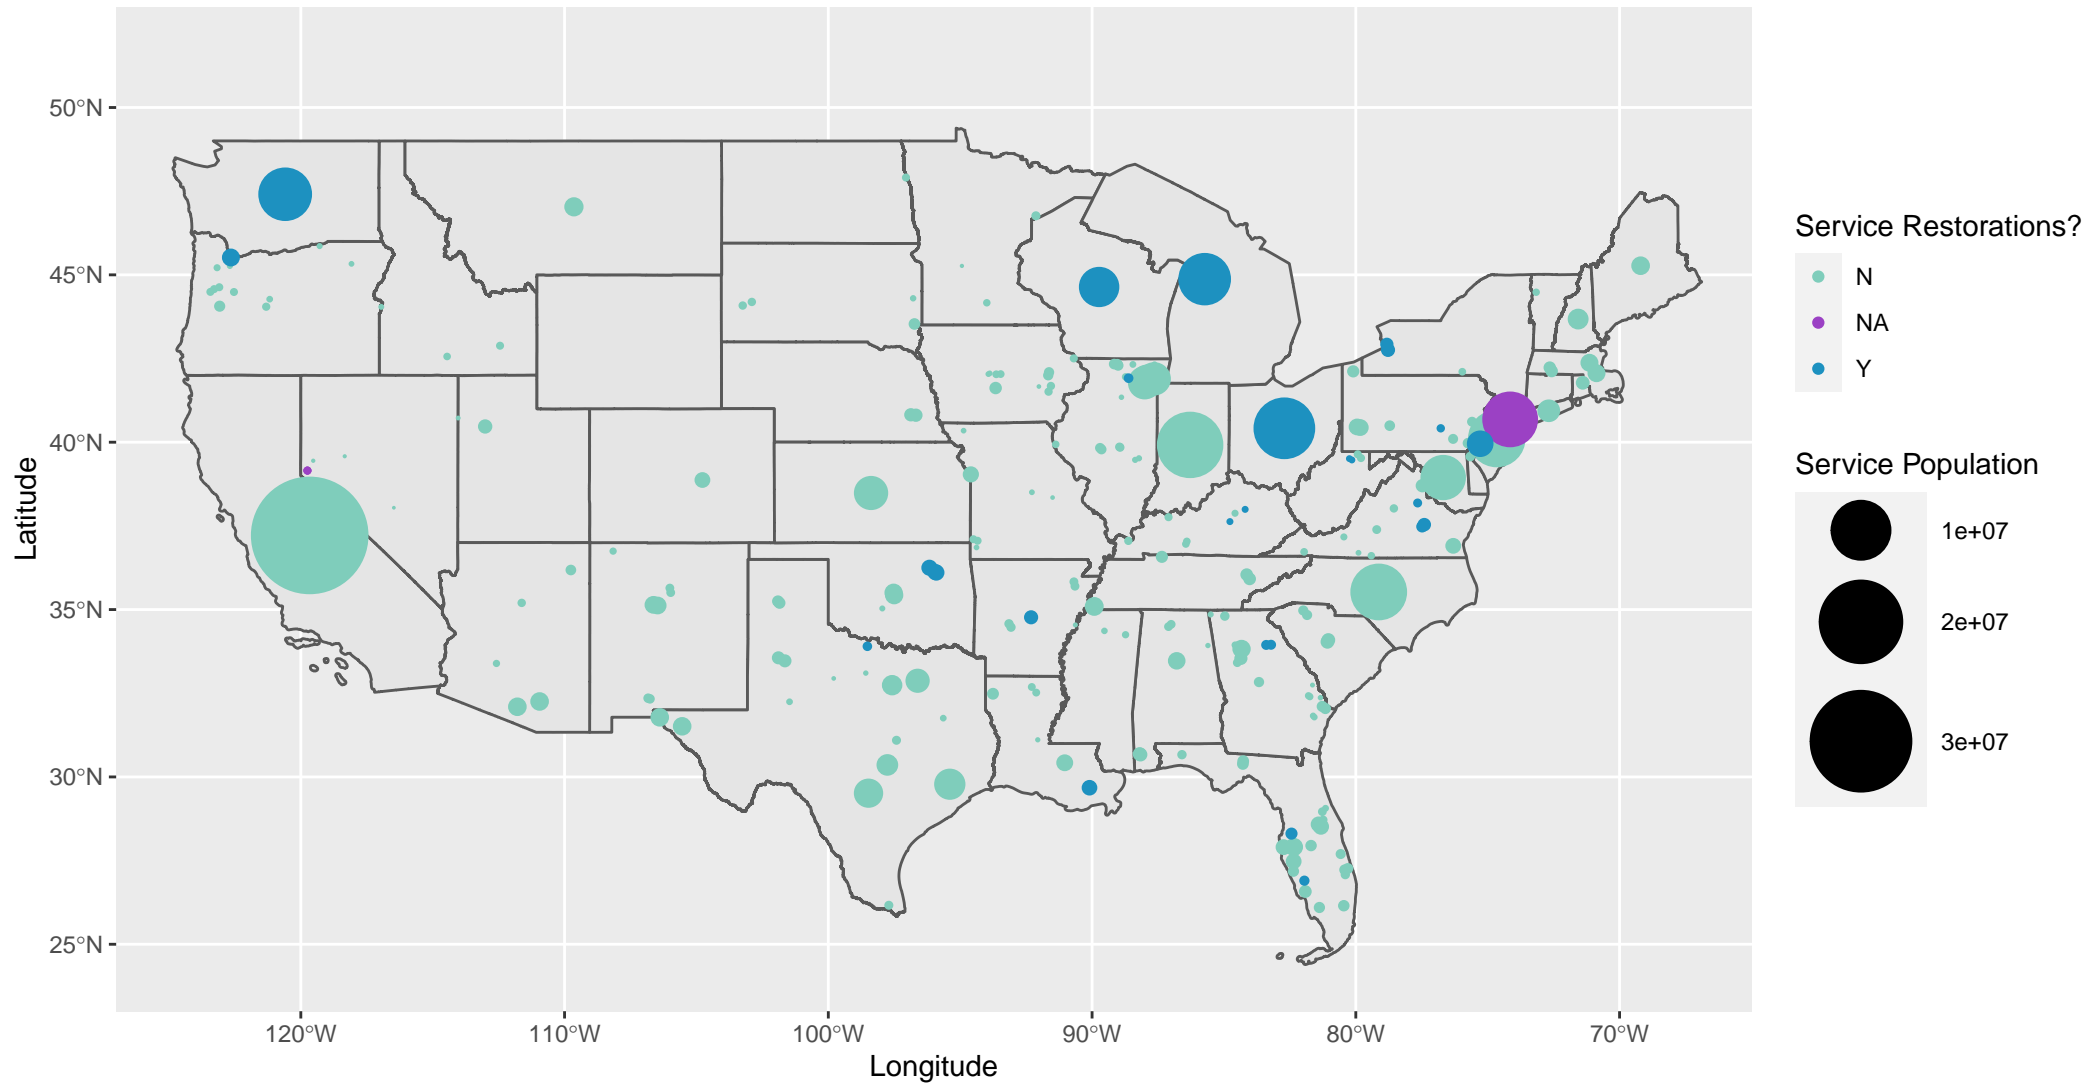 50°N
45°N
40°N
35°N
30°N
25°N
Latitude
120°W
110°W
100°W
90°W
80°W
70°W
Longitude
Service Restorations?
N
NA
Y
Service Population
1e+07
2e+07
3e+07